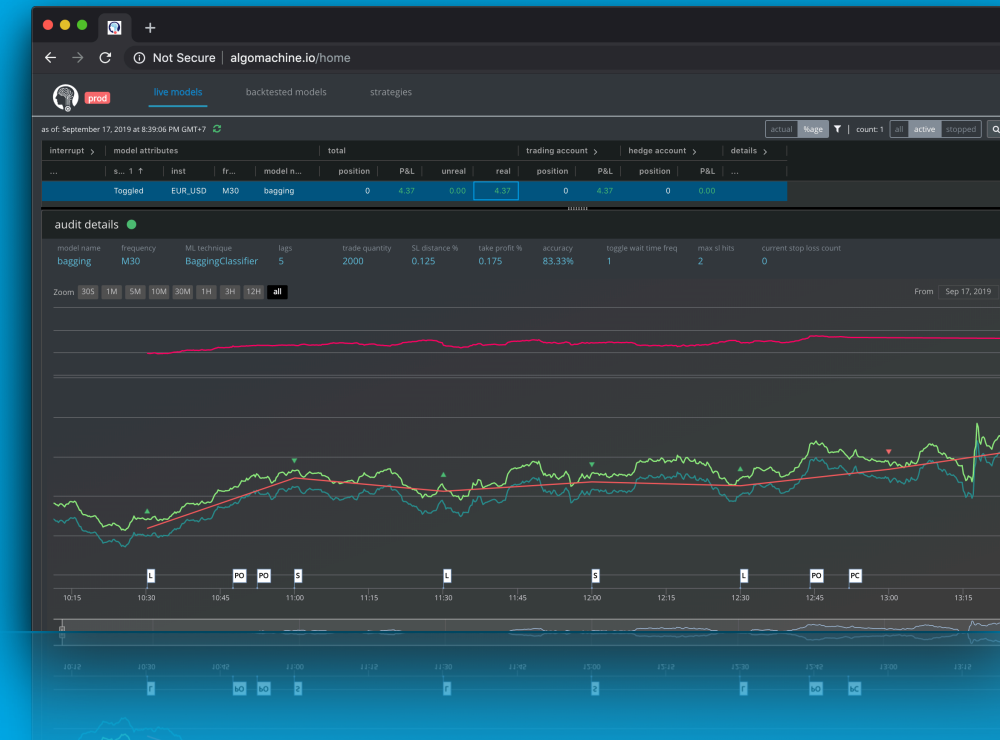 Not Secure | algomachine.io/home
prod live models backtested models strategies
as of: September 17, 2019 at 8:39:06 PM GMT+7 actual %age | count: 1 all active stopped
interrupt > model attributes total trading account > hedge account > details >
... s... 1 ↑ inst fr... model n... position P&L unreal real position P&L position P&L ...
Toggled EUR_USD M30 bagging 0 4.37 0.00 4.37 0 4.37 0 0.00
audit details
model name frequency ML technique lags trade quantity SL distance % take profit % accuracy toggle wait time freq max sl hits current stop loss count
bagging M30 BaggingClassifier 5 2000 0.125 0.175 83.33% 1 2 0
Zoom 30S 1M 5M 10M 30M 1H 3H 12H all From Sep 17, 2019
L PO PO S L S L PO PC
10:15 10:30 10:45 11:00 11:15 11:30 11:45 12:00 12:15 12:30 12:45 13:00 13:15